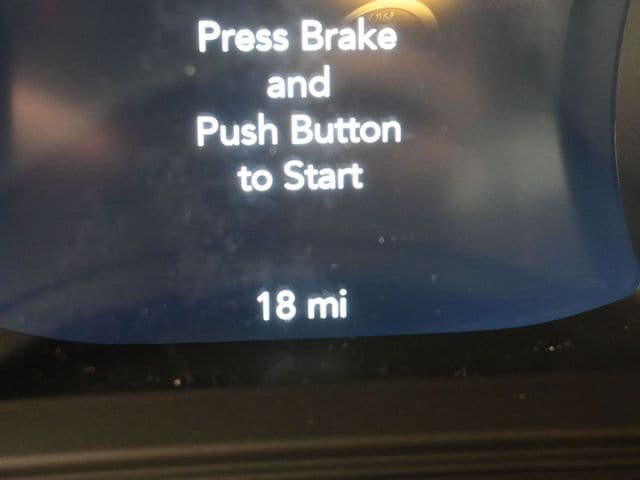 Press Brake
and
Push Button
to Start
18 mi